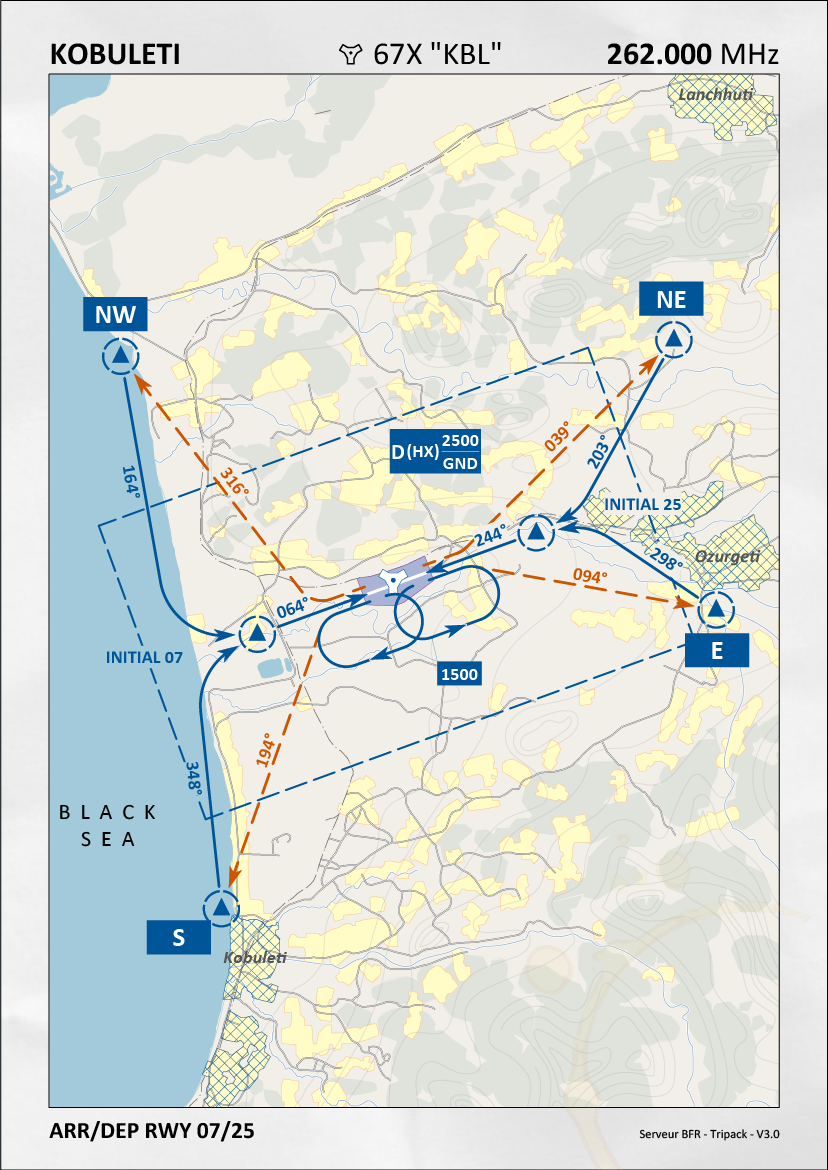 KOBULETI
67X "KBL"
262.000 MHz
Lanchhuti
NE
NW
D(HX) 2500
GND
039°
203°
164°
316°
INITIAL 25
244°
Ozurgeti
298°
094°
064°
E
INITIAL 07
1500
194°
348°
BLACK
SEA
S
Kobuleti
ARR/DEP RWY 07/25
Serveur BFR - Tripack - V3.0